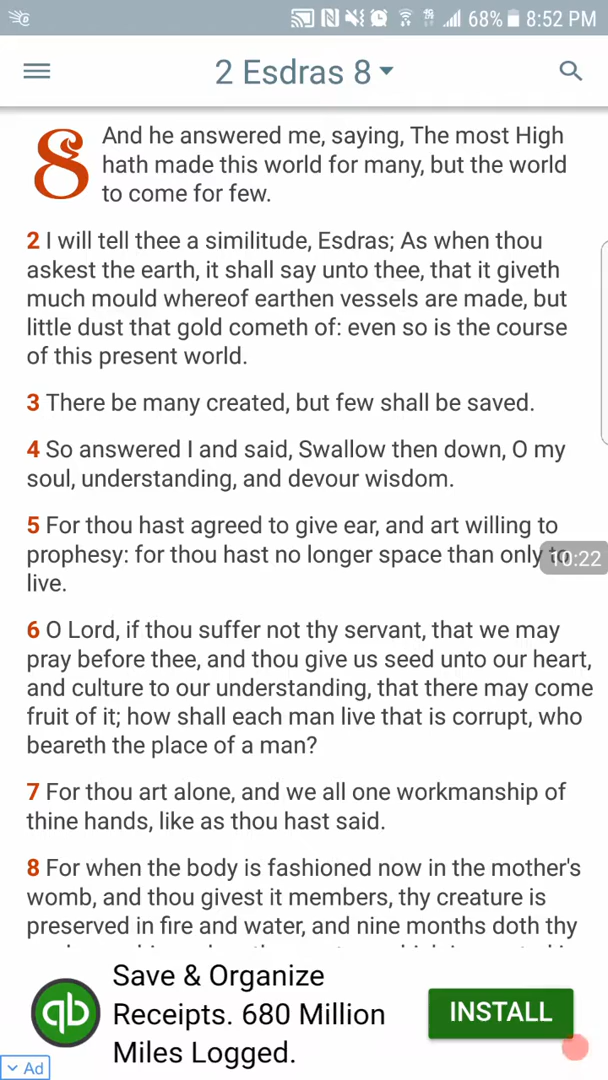 68% 8:52 PM
2 Esdras 8
8 And he answered me, saying, The most High
hath made this world for many, but the world
to come for few.
2 I will tell thee a similitude, Esdras; As when thou
askest the earth, it shall say unto thee, that it giveth
much mould whereof earthen vessels are made, but
little dust that gold cometh of: even so is the course
of this present world.
3 There be many created, but few shall be saved.
4 So answered I and said, Swallow then down, O my
soul, understanding, and devour wisdom.
5 For thou hast agreed to give ear, and art willing to
prophesy: for thou hast no longer space than only to
10:22
live.
6 O Lord, if thou suffer not thy servant, that we may
pray before thee, and thou give us seed unto our heart,
and culture to our understanding, that there may come
fruit of it; how shall each man live that is corrupt, who
beareth the place of a man?
7 For thou art alone, and we all one workmanship of
thine hands, like as thou hast said.
8 For when the body is fashioned now in the mother's
womb, and thou givest it members, thy creature is
preserved in fire and water, and nine months doth thy
Save & Organize
Receipts. 680 Million
Miles Logged.
qb
INSTALL
Ad